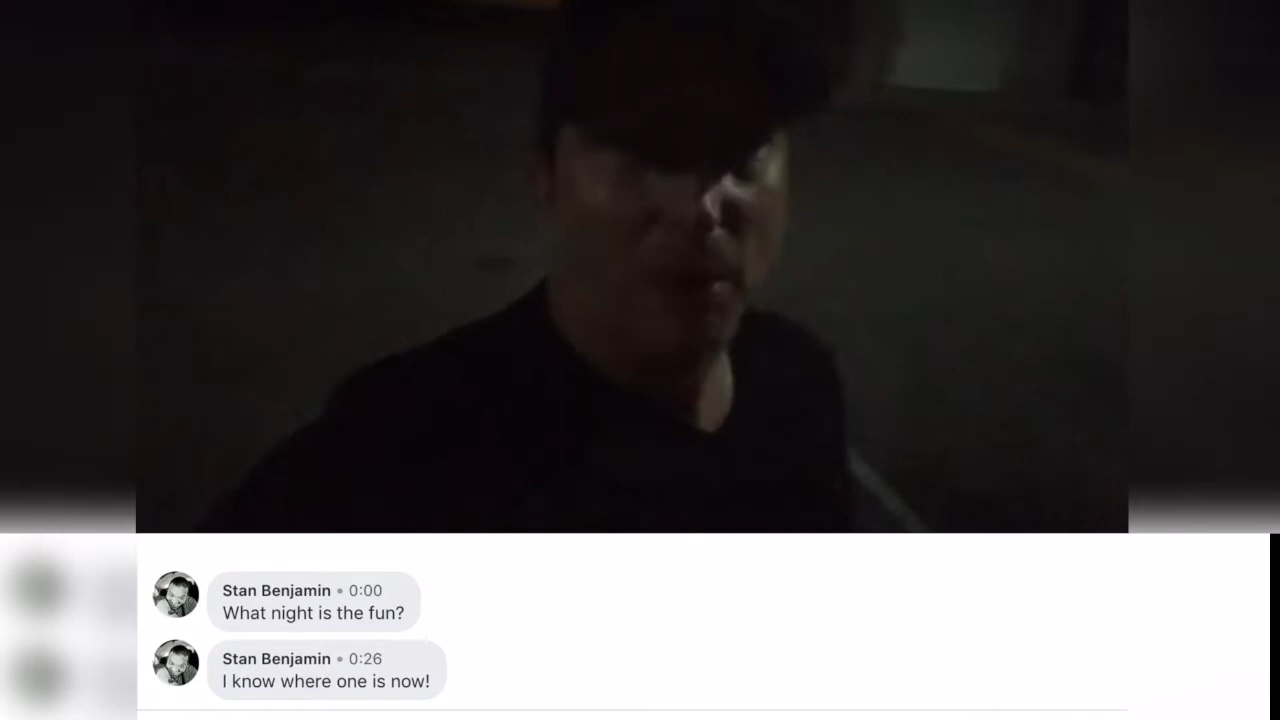 Stan Benjamin • 0:00
What night is the fun?
Stan Benjamin • 0:26
I know where one is now!